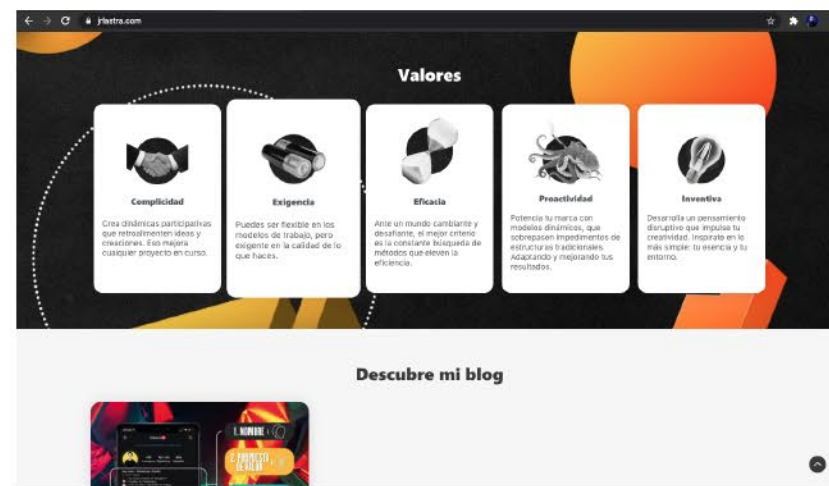 jrlastra.com
Valores
Complicidad
Crea dinámicas participativas
que retroalimenten ideas y
creaciones. Eso mejora
cualquier proyecto en curso.
Exigencia
Puedes ser flexible en los
modelos de trabajo, pero
exigente en la calidad de lo
que haces.
Eficacia
Ante un mundo cambiante y
desafiante, el mejor criterio
es la constante búsqueda de
métodos que eleven la
eficiencia.
Proactividad
Potencia tu marca con
modelos dinámicos, que
sobrepasen impedimentos de
estructuras tradicionales.
Adaptando y mejorando tus
resultados.
Inventiva
Desarrolla un pensamiento
disruptivo que impulse tu
creatividad. Inspírate en lo
más simple: tu esencia y tu
entorno.
Descubre mi blog
1. NOMBRE
2. PROPUESTA
DE VALOR